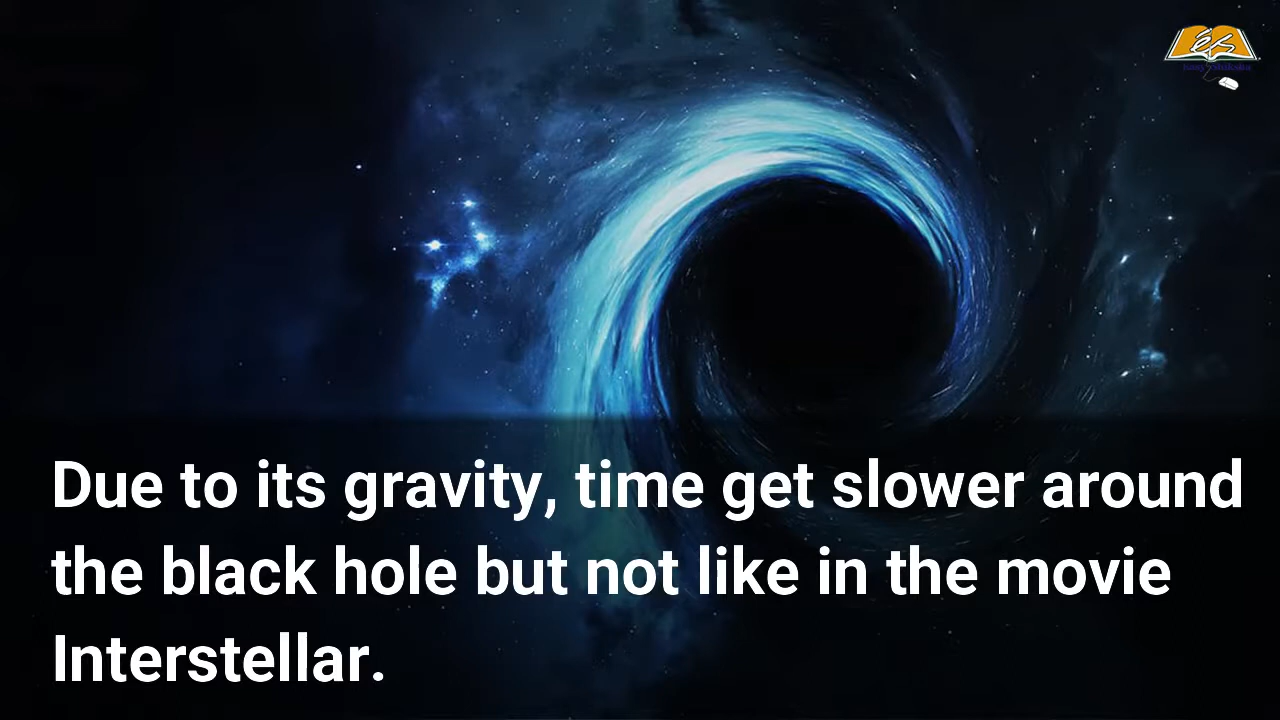 Due to its gravity, time get slower around
the black hole but not like in the movie
Interstellar.